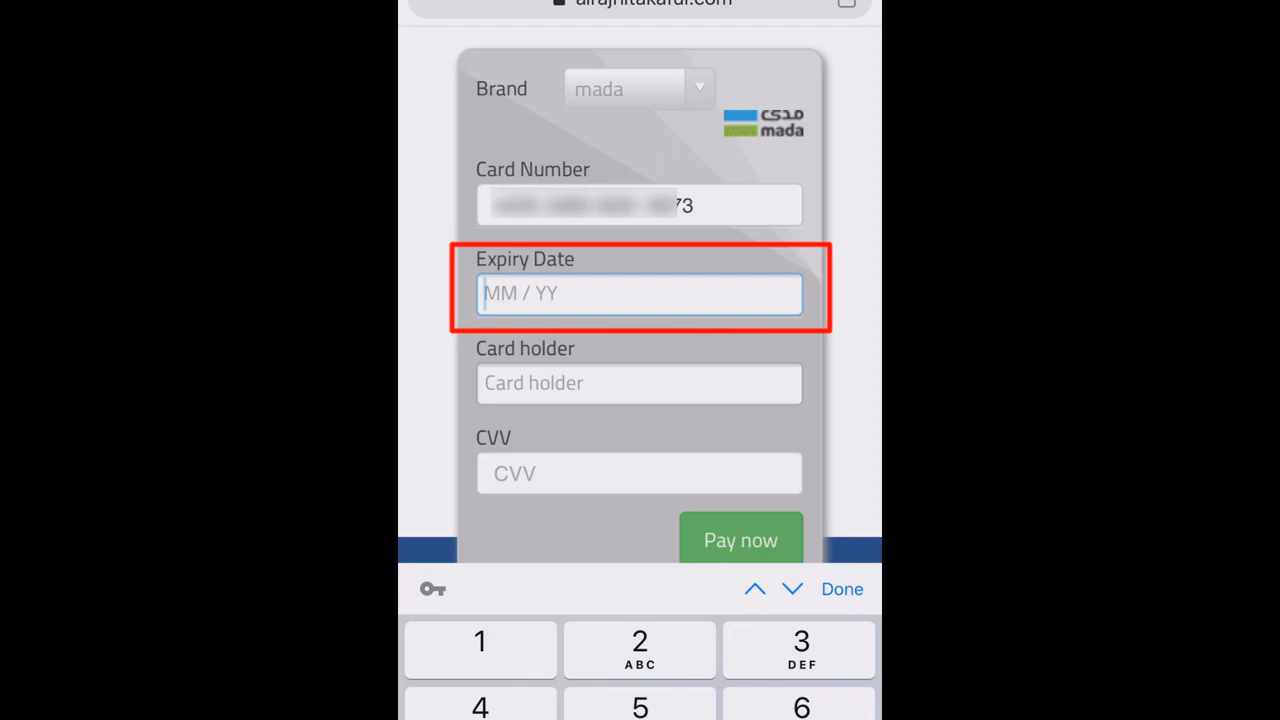 Brand
mada
مدى
mada
Card Number
73
Expiry Date
MM / YY
Card holder
Card holder
CVV
CVV
Pay now
Done
1
2
ABC
3
DEF
4
5
6